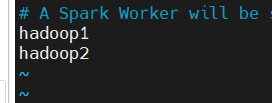 # A Spark Worker will be
hadoop1
hadoop2
~
~